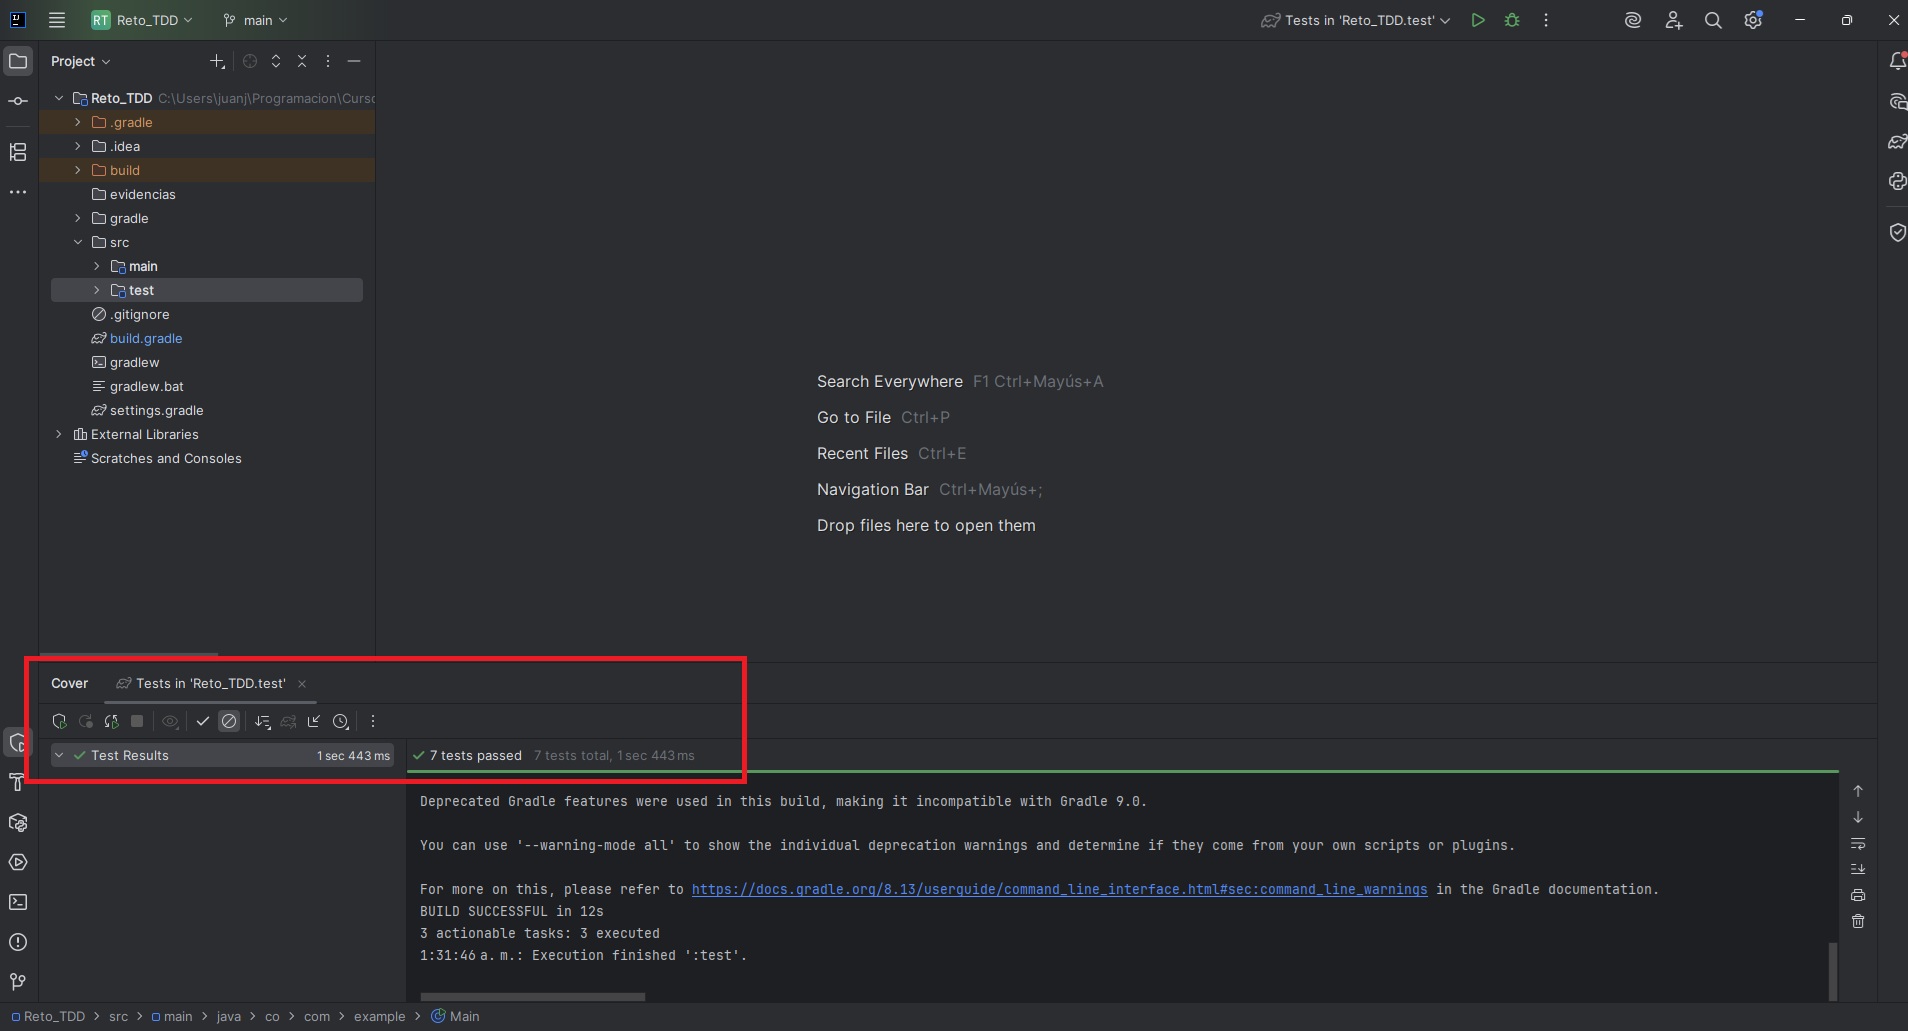 RT Reto_TDD main Tests in 'Reto_TDD.test'
Project
Reto_TDD C:\Users\juanj\Programacion\Curso
.gradle
.idea
build
evidencias
gradle
src
main
test
.gitignore
build.gradle
gradlew
gradlew.bat
settings.gradle
External Libraries
Scratches and Consoles
Search Everywhere F1 Ctrl+Mayús+A
Go to File Ctrl+P
Recent Files Ctrl+E
Navigation Bar Ctrl+Mayús+;
Drop files here to open them
Cover Tests in 'Reto_TDD.test'
Test Results 1 sec 443 ms
7 tests passed 7 tests total, 1 sec 443 ms
Deprecated Gradle features were used in this build, making it incompatible with Gradle 9.0.
You can use '--warning-mode all' to show the individual deprecation warnings and determine if they come from your own scripts or plugins.
For more on this, please refer to https://docs.gradle.org/8.13/userguide/command_line_interface.html#sec:command_line_warnings in the Gradle documentation.
BUILD SUCCESSFUL in 12s
3 actionable tasks: 3 executed
1:31:46 a. m.: Execution finished ':test'.
Reto_TDD > src > main > java > co > com > example > Main